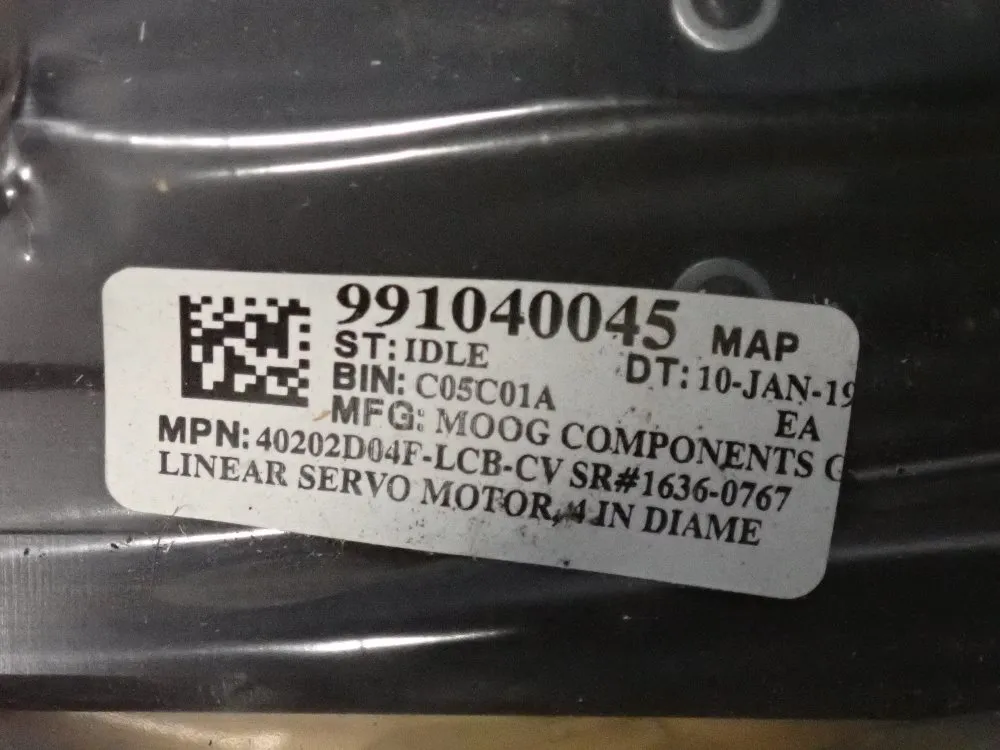 991040045 MAP
ST: IDLE DT: 10-JAN-19
BIN: C05C01A EA
MFG: MOOG COMPONENTS G
MPN: 40202D04F-LCB-CV SR#1636-0767
LINEAR SERVO MOTOR, 4 IN DIAME